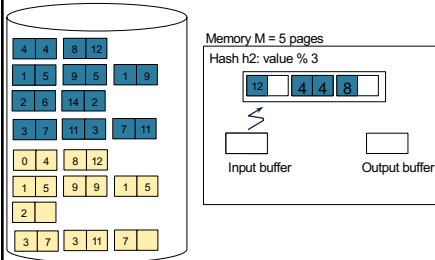 Memory M = 5 pages
Hash h2: value % 3
12 4 4 8
Input buffer
Output buffer
4 4 8 12
1 5 9 5 1 9
2 6 14 2
3 7 11 3 7 11
0 4 8 12
1 5 9 9 1 5
2
3 7 3 11 7